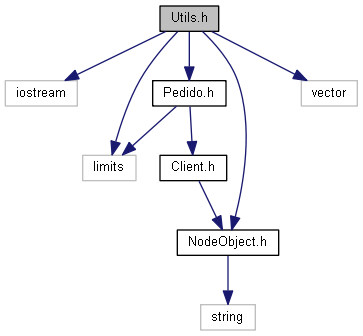 Utils.h
iostream
Pedido.h
vector
limits
Client.h
NodeObject.h
string